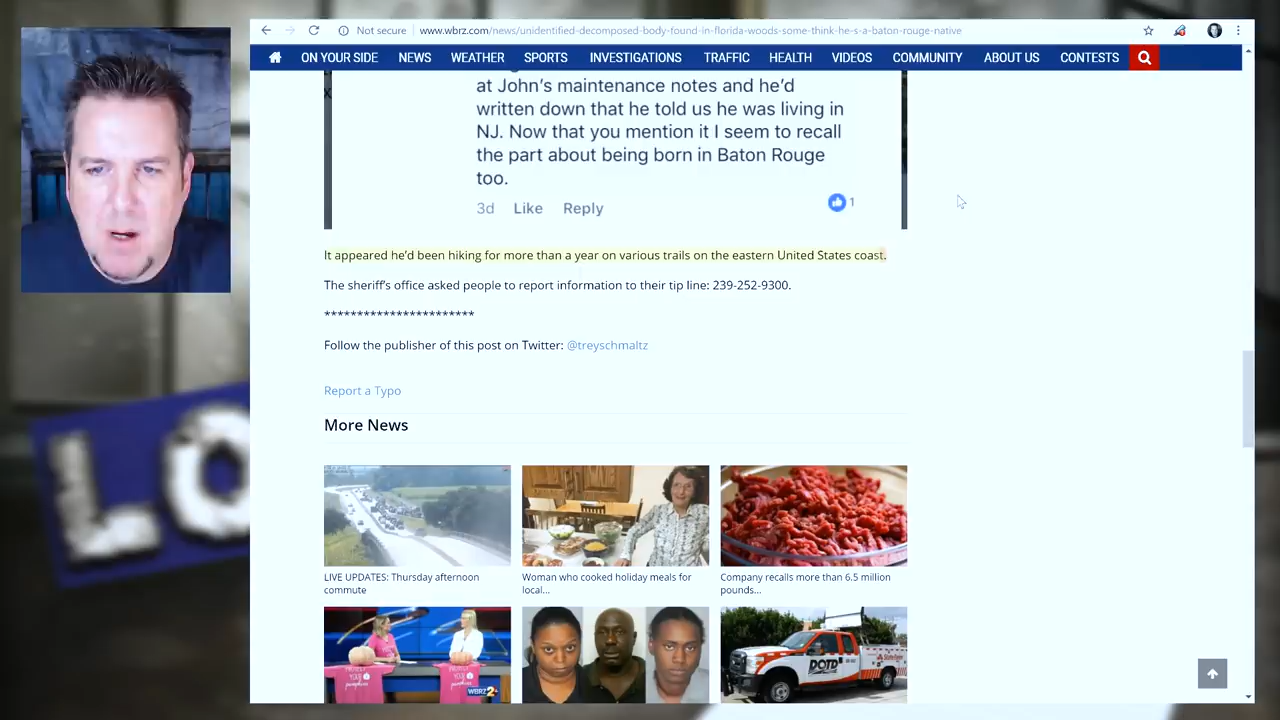 Not secure
www.wbrz.com/news/unidentified-decomposed-body-found-in-florida-woods-some-think-he-s-a-baton-rouge-native
ON YOUR SIDE NEWS WEATHER SPORTS INVESTIGATIONS TRAFFIC HEALTH VIDEOS COMMUNITY ABOUT US CONTESTS
at John's maintenance notes and he'd
written down that he told us he was living in
NJ. Now that you mention it I seem to recall
the part about being born in Baton Rouge
too.
3d Like Reply 1
It appeared he'd been hiking for more than a year on various trails on the eastern United States coast.
The sheriff's office asked people to report information to their tip line: 239-252-9300.
***********************
Follow the publisher of this post on Twitter: @treyschmaltz
Report a Typo
More News
LIVE UPDATES: Thursday afternoon
commute
Woman who cooked holiday meals for
local...
Company recalls more than 6.5 million
pounds...
WBRZ 2
DOTD
LO